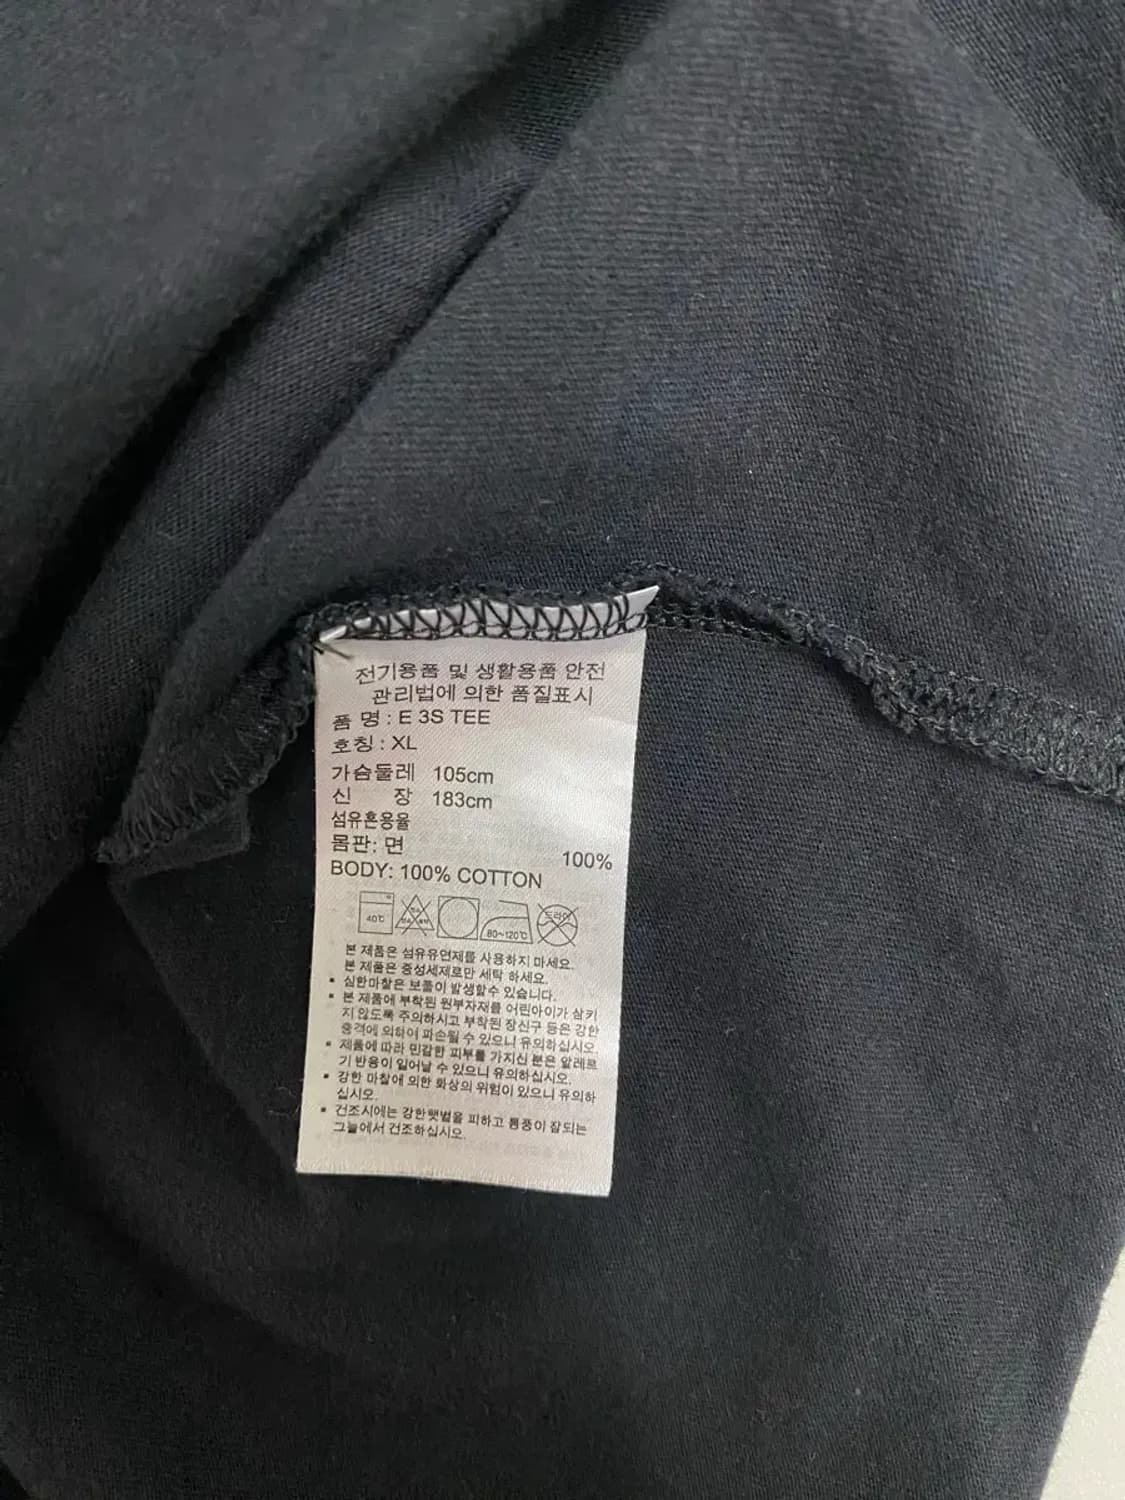 전기용품 및 생활용품 안전
관리법에 의한 품질표시
품 명 : E 3S TEE
호칭 : XL
가슴둘레 105cm
신 장 183cm
섬유혼용율
몸판: 면 100%
BODY: 100% COTTON
40℃ 80~120℃ 드라이
본 제품은 섬유유연제를 사용하지 마세요.
본 제품은 중성세제로만 세탁 하세요.
▪ 심한마찰은 보풀이 발생할수 있습니다.
▪ 본 제품에 부착된 원부자재를 어린아이가 삼키
지 않도록 주의하시고 부착된 장신구 등은 강한
충격에 의하여 파손될 수 있으니 유의하십시오.
▪ 제품에 따라 민감한 피부를 가지신 분은 알레르
기 반응이 일어날 수 있으니 유의하십시오.
▪ 강한 마찰에 의한 화상의 위험이 있으니 유의하
십시오.
▪ 건조시에는 강한햇볕을 피하고 통풍이 잘되는
그늘에서 건조하십시오.